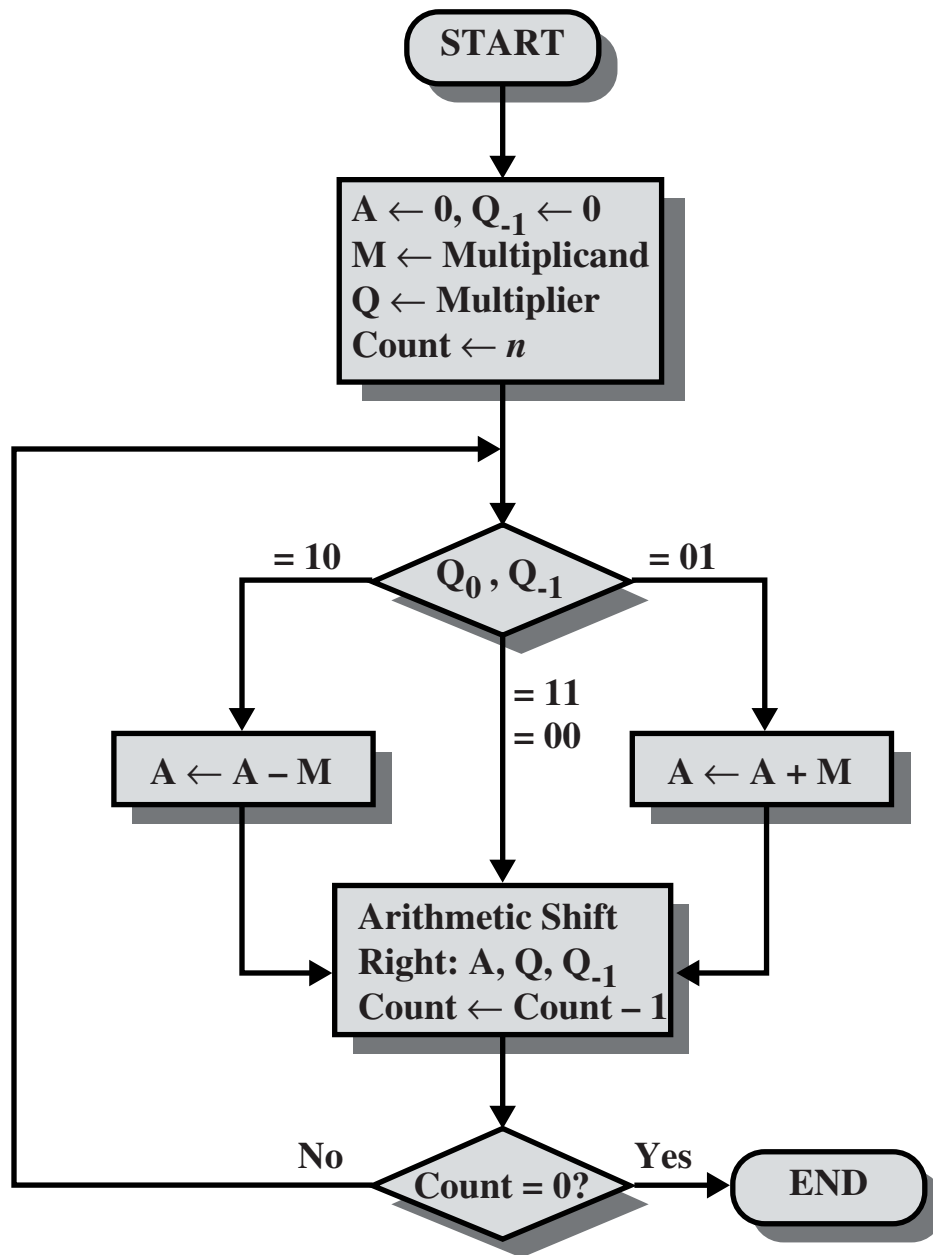 START
A ← 0, Q-1 ← 0
M ← Multiplicand
Q ← Multiplier
Count ← n
= 10
Q0 , Q-1
= 01
= 11
= 00
A ← A – M
A ← A + M
Arithmetic Shift
Right: A, Q, Q-1
Count ← Count – 1
No
Count = 0?
Yes
END